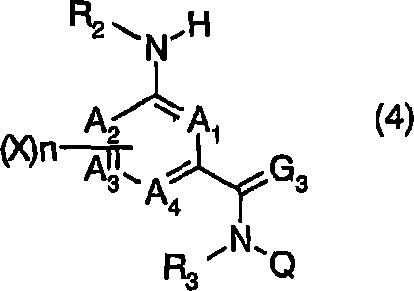 R₂ N H
A₂ A₁ (4)
(X)n A₃ G₃
A₄
N
R₃ Q